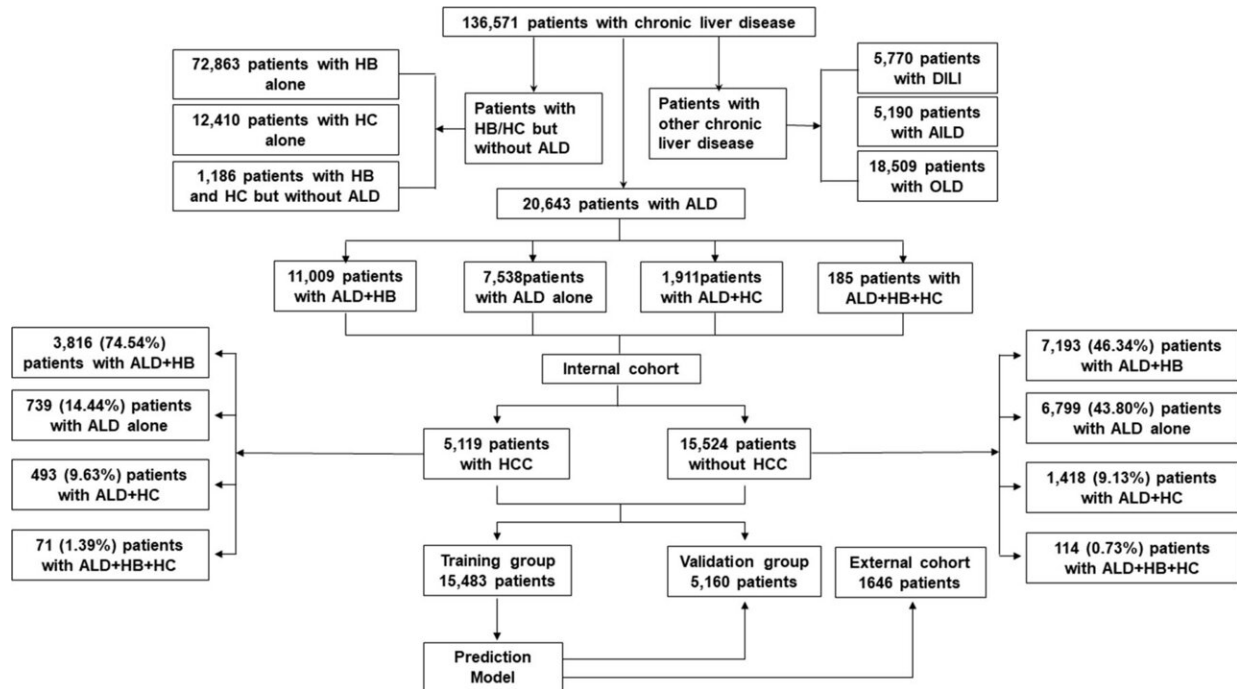 136,571 patients with chronic liver disease
72,863 patients with HB
alone
12,410 patients with HC
alone
1,186 patients with HB
and HC but without ALD
Patients with
HB/HC but
without ALD
Patients with
other chronic
liver disease
5,770 patients
with DILI
5,190 patients
with AILD
18,509 patients
with OLD
20,643 patients with ALD
11,009 patients
with ALD+HB
7,538patients
with ALD alone
1,911patients
with ALD+HC
185 patients with
ALD+HB+HC
3,816 (74.54%)
patients with ALD+HB
739 (14.44%) patients
with ALD alone
493 (9.63%) patients
with ALD+HC
71 (1.39%) patients
with ALD+HB+HC
Internal cohort
5,119 patients
with HCC
15,524 patients
without HCC
7,193 (46.34%) patients
with ALD+HB
6,799 (43.80%) patients
with ALD alone
1,418 (9.13%) patients
with ALD+HC
114 (0.73%) patients
with ALD+HB+HC
Training group
15,483 patients
Validation group
5,160 patients
External cohort
1646 patients
Prediction
Model